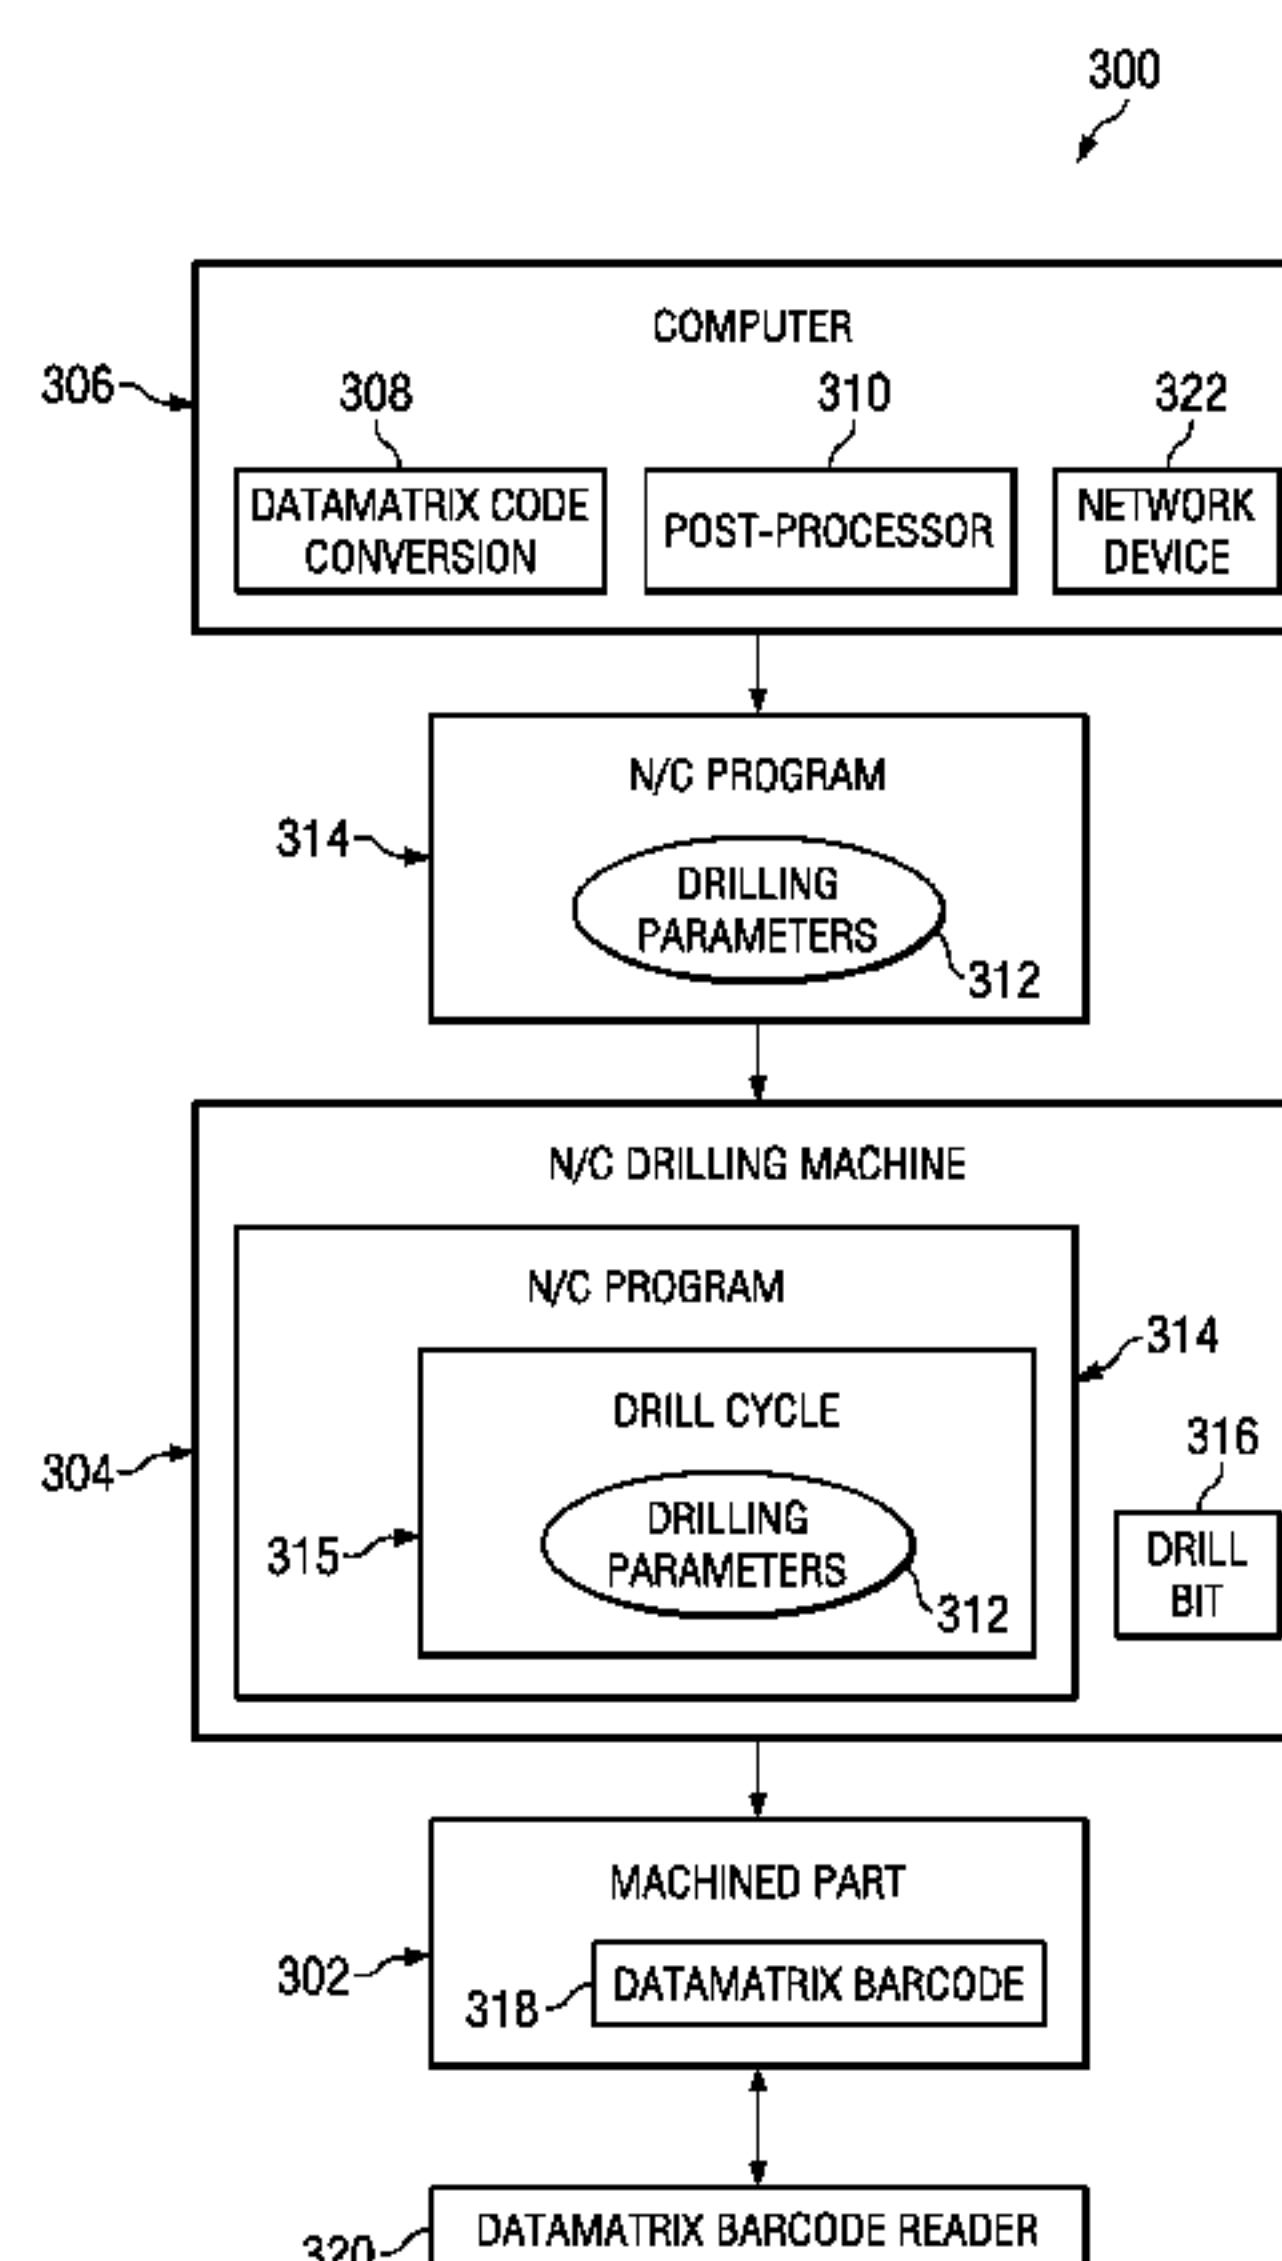 300
COMPUTER
306
308
310
322
DATAMATRIX CODE
CONVERSION
POST-PROCESSOR
NETWORK
DEVICE
N/C PROGRAM
314
DRILLING
PARAMETERS
312
N/C DRILLING MACHINE
N/C PROGRAM
314
DRILL CYCLE
316
304
DRILLING
PARAMETERS
315
312
DRILL
BIT
MACHINED PART
302
DATAMATRIX BARCODE
318
DATAMATRIX BARCODE READER
320